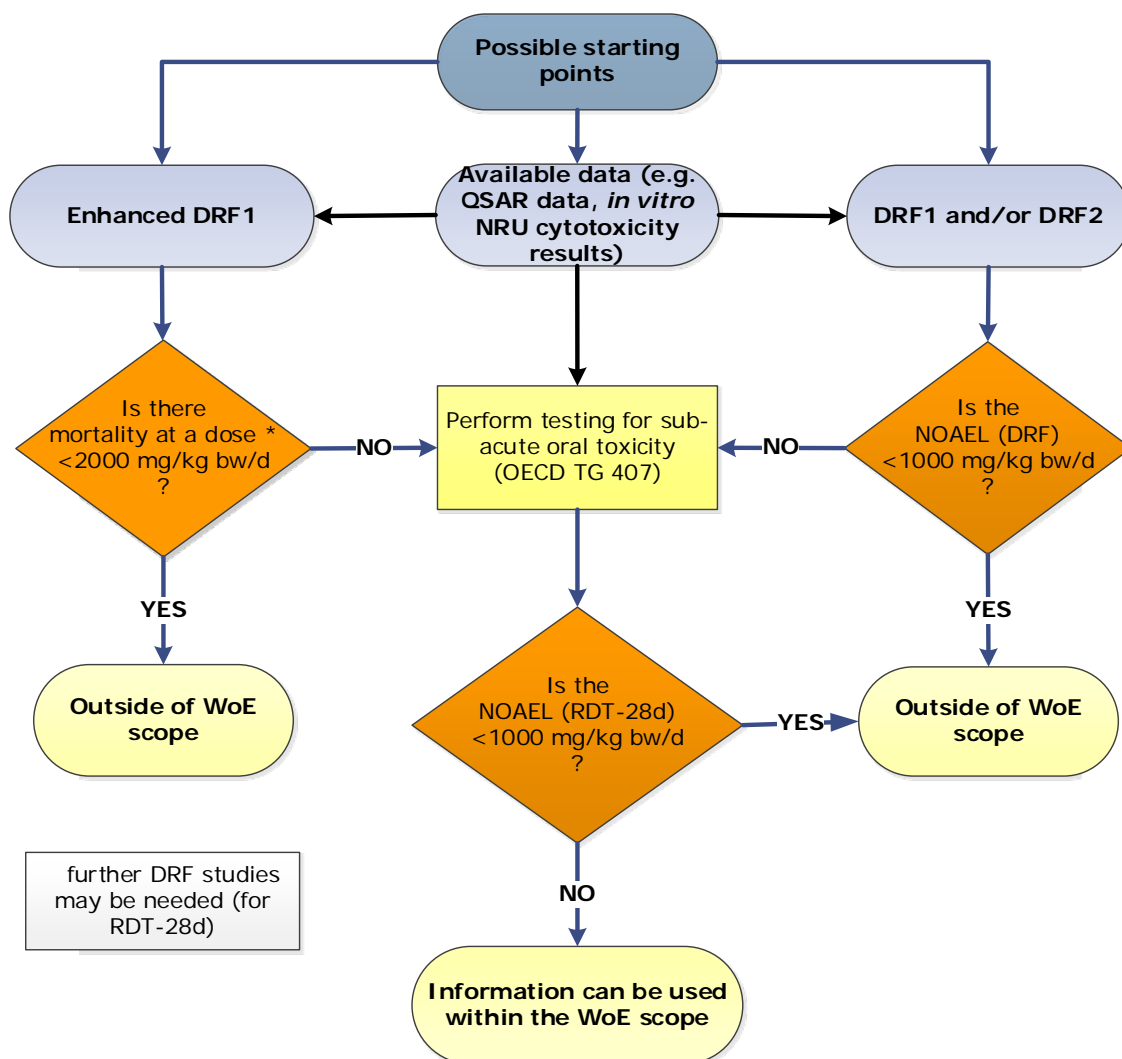 Possible starting
points
Enhanced DRF1
Available data (e.g.
QSAR data, in vitro
NRU cytotoxicity
results)
DRF1 and/or DRF2
Is there
mortality at a dose *
<2000 mg/kg bw/d
?
NO
Perform testing for sub-
acute oral toxicity
(OECD TG 407)
NO
Is the
NOAEL (DRF)
<1000 mg/kg bw/d
?
YES
YES
Outside of WoE
scope
Is the
NOAEL (RDT-28d)
<1000 mg/kg bw/d
?
YES
Outside of WoE
scope
further DRF studies
may be needed (for
RDT-28d)
NO
Information can be used
within the WoE scope